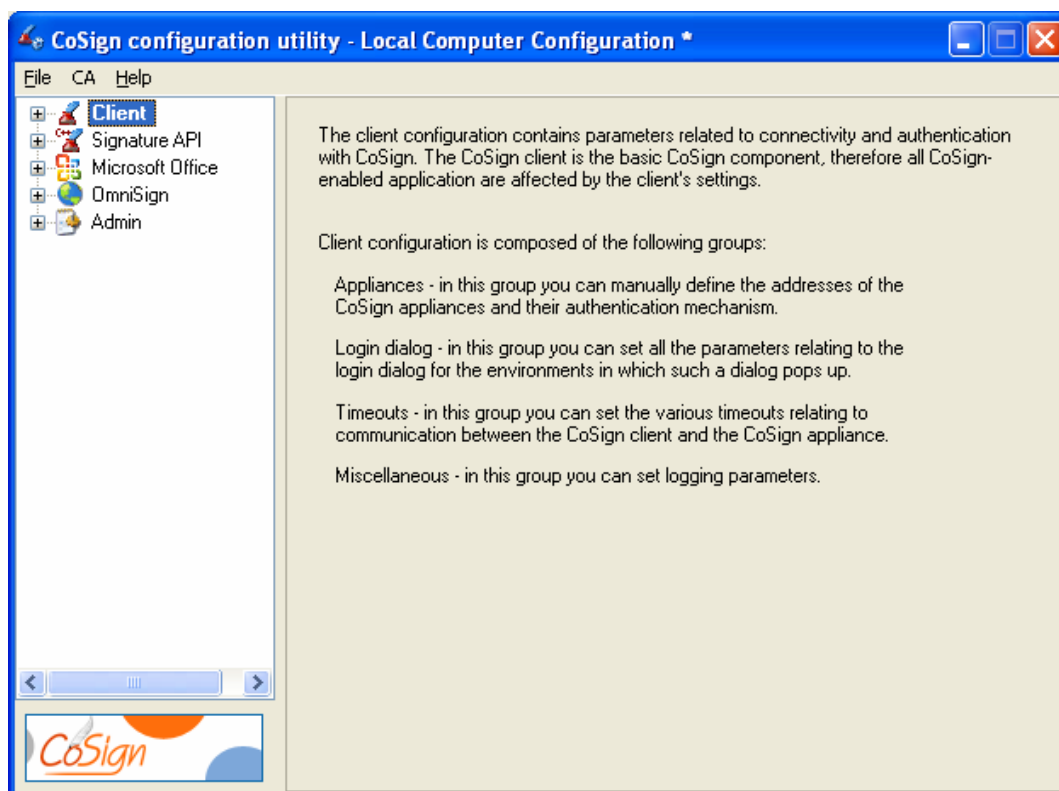 CoSign configuration utility - Local Computer Configuration *
File CA Help
Client
Signature API
Microsoft Office
OmniSign
Admin
The client configuration contains parameters related to connectivity and authentication
with CoSign. The CoSign client is the basic CoSign component, therefore all CoSign-
enabled application are affected by the client's settings.
Client configuration is composed of the following groups:
Appliances - in this group you can manually define the addresses of the
CoSign appliances and their authentication mechanism.
Login dialog - in this group you can set all the parameters relating to the
login dialog for the environments in which such a dialog pops up.
Timeouts - in this group you can set the various timeouts relating to
communication between the CoSign client and the CoSign appliance.
Miscellaneous - in this group you can set logging parameters.
CoSign